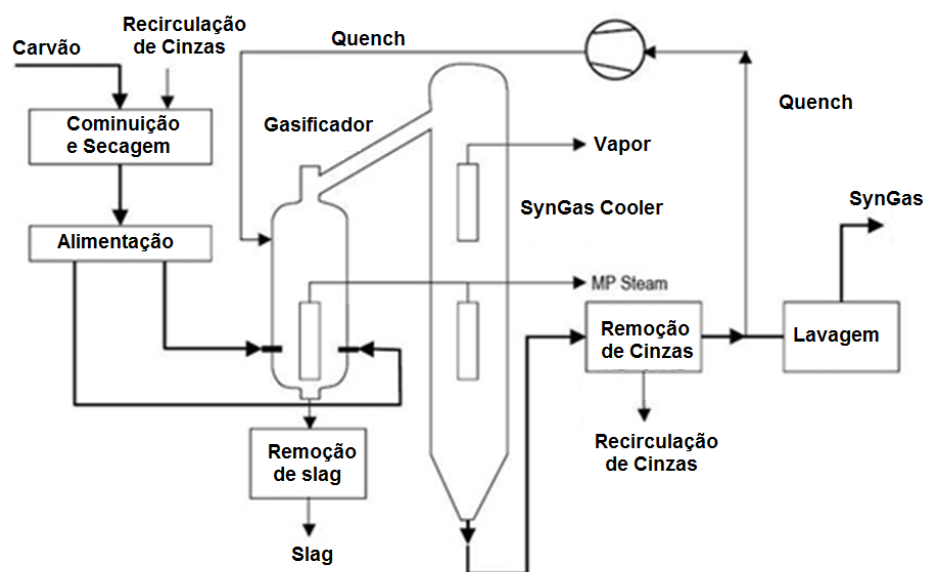 Carvão
Recirculação
de Cinzas
Quench
Quench
Cominuição
e Secagem
Gasificador
Vapor
SynGas Cooler
SynGas
Alimentação
MP Steam
Remoção
de Cinzas
Lavagem
Recirculação
de Cinzas
Remoção
de slag
Slag